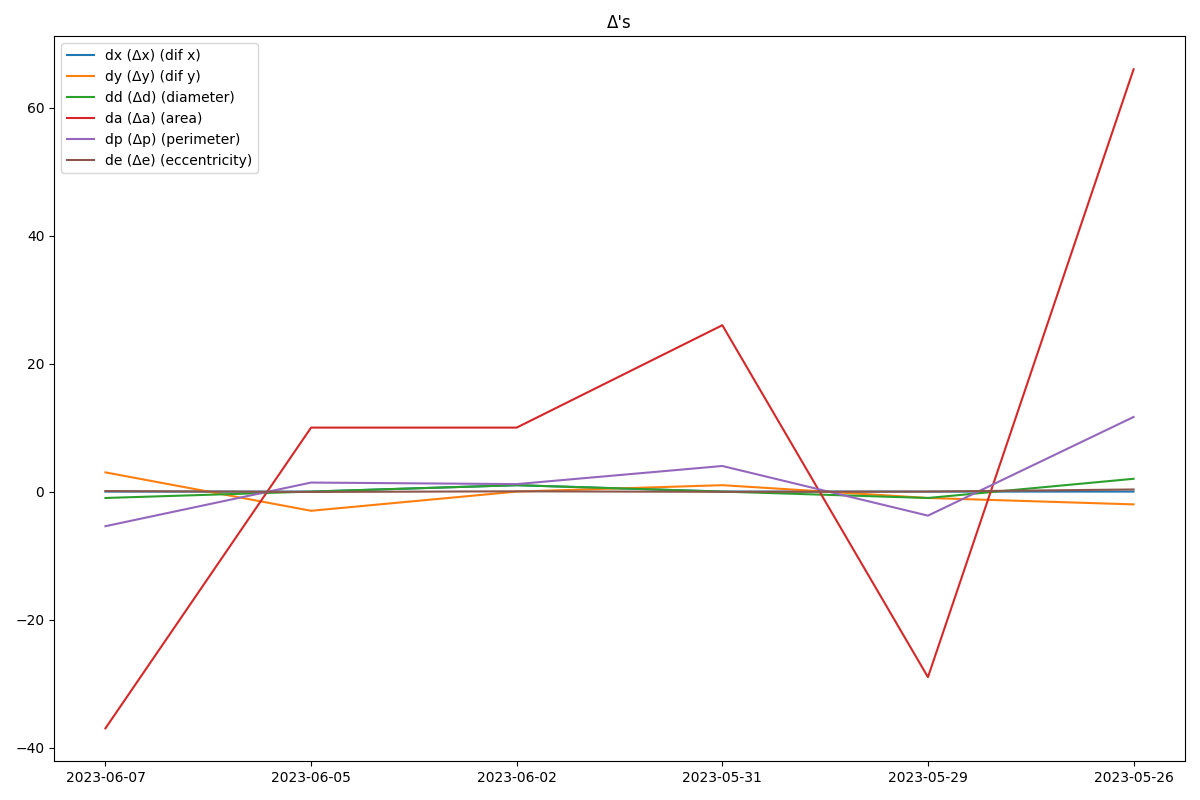 Δ's
dx (Δx) (dif x)
dy (Δy) (dif y)
dd (Δd) (diameter)
da (Δa) (area)
dp (Δp) (perimeter)
de (Δe) (eccentricity)
60
40
20
0
−20
−40
2023-06-07 2023-06-05 2023-06-02 2023-05-31 2023-05-29 2023-05-26